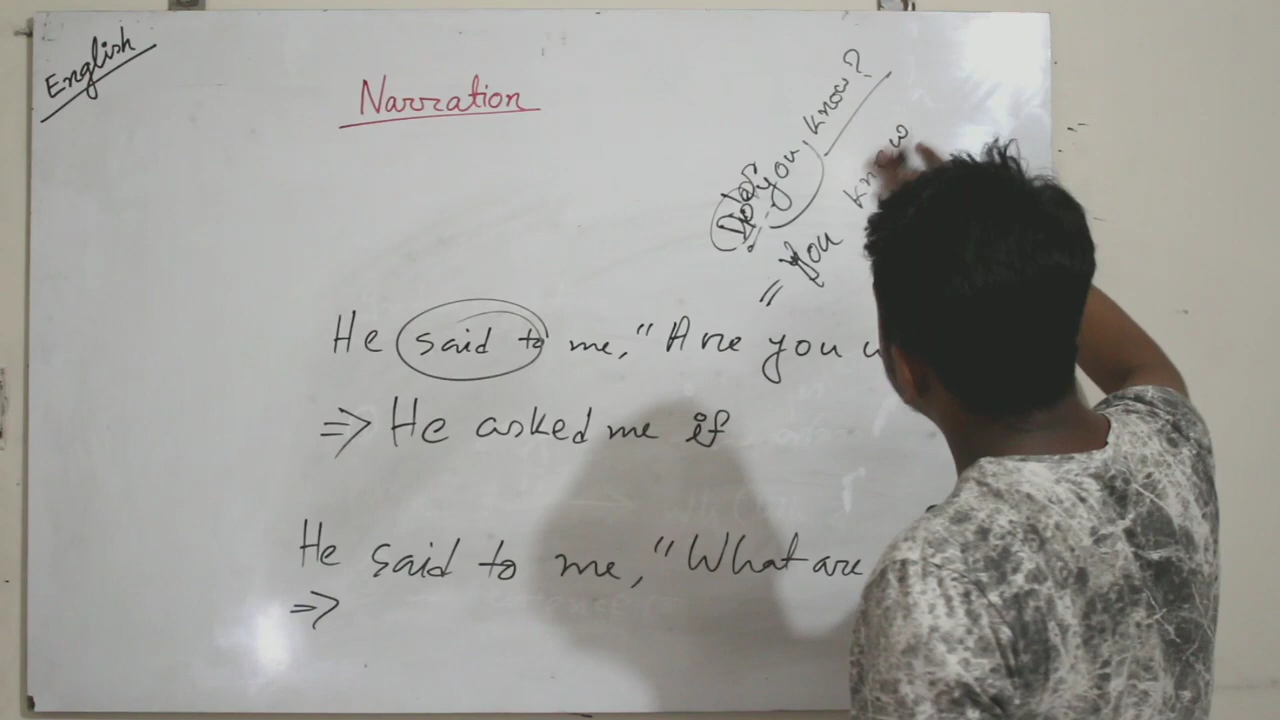 English
Narration
you know?
= You know
He said to me, "Are you
⇒ He asked me if
He said to me, "What are
⇒